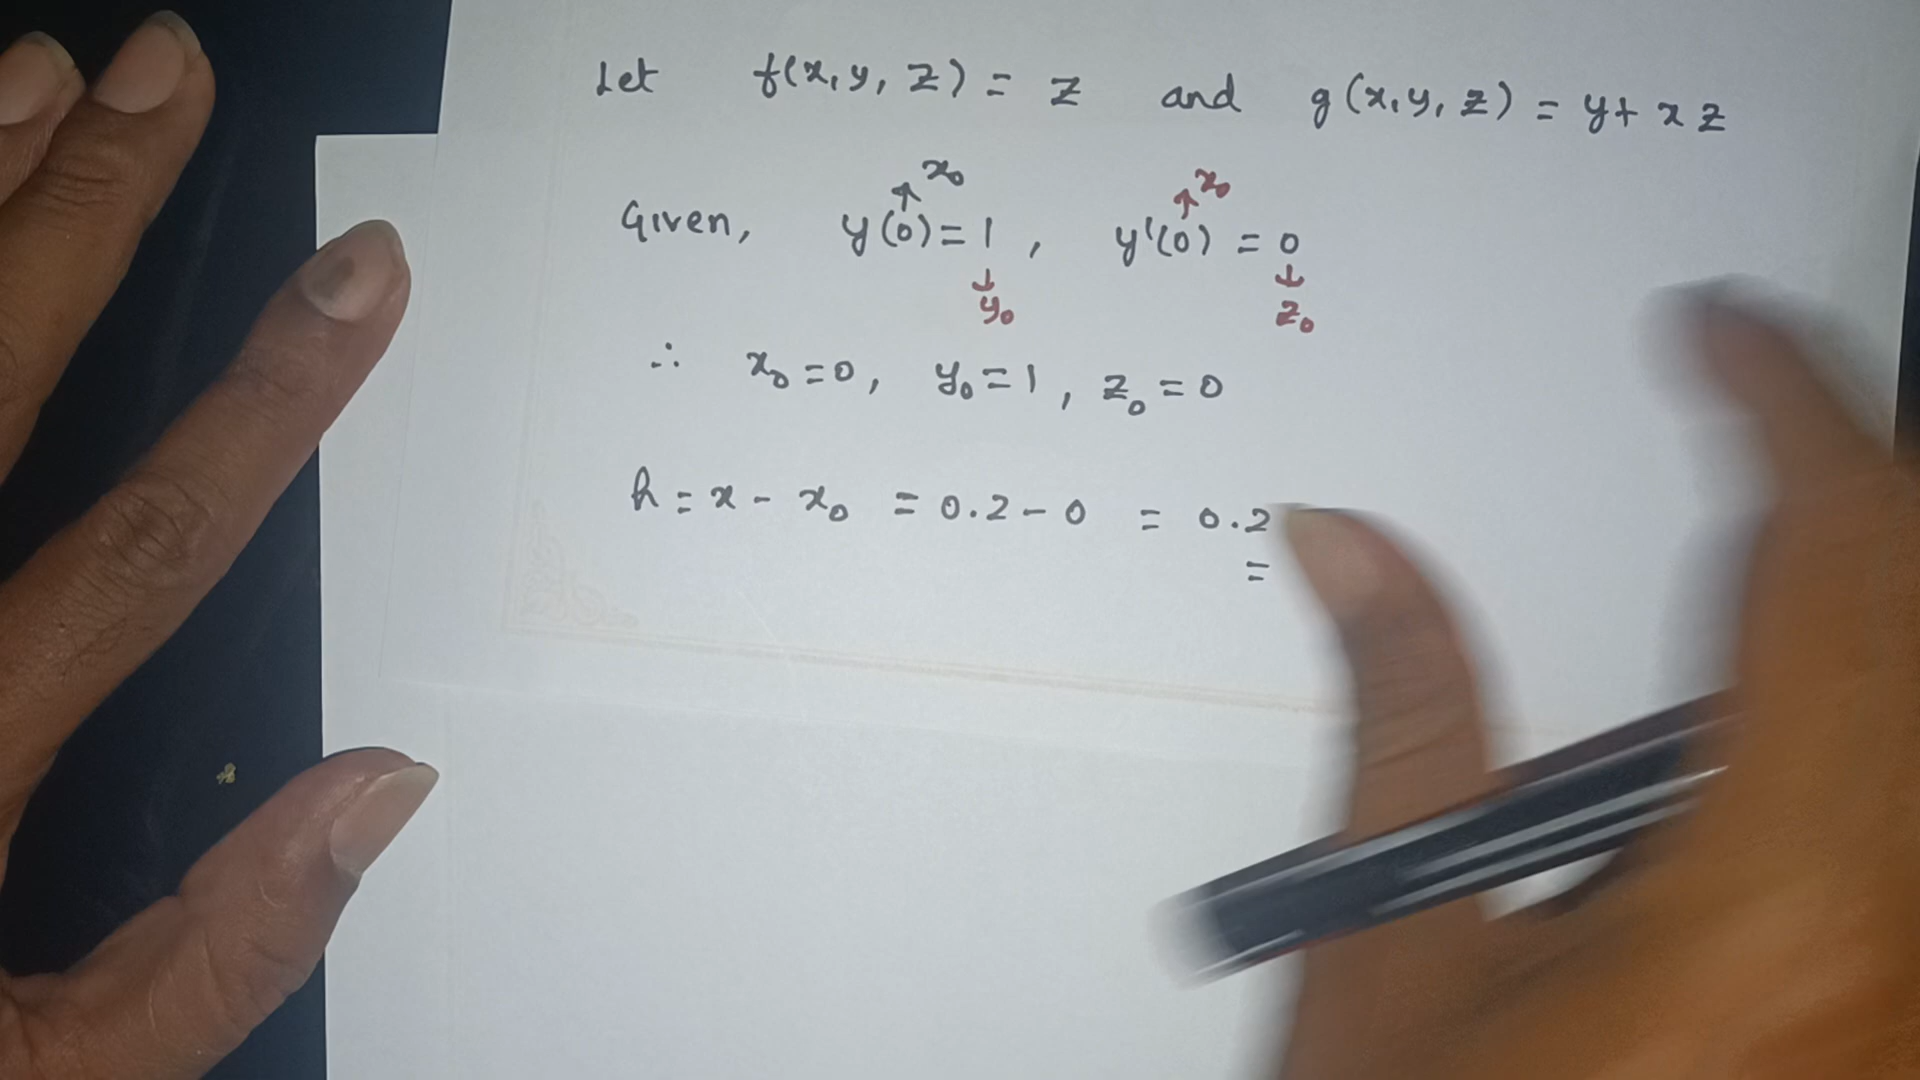 Let f(x, y, z) = z and g(x, y, z) = y + xz
x₀ x₀
Given, y(0) = 1, y'(0) = 0
↓ ↓
y₀ z₀
∴ x₀ = 0, y₀ = 1, z₀ = 0
h = x - x₀ = 0.2 - 0 = 0.2
=